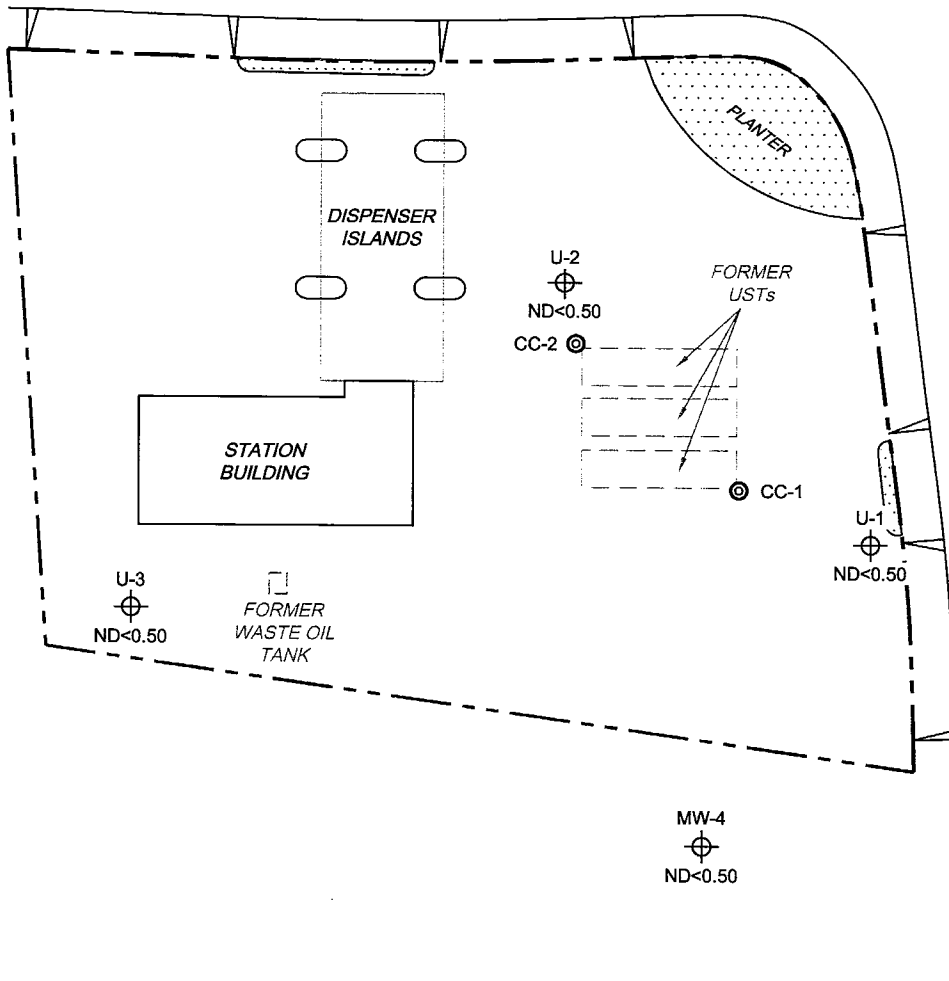 PLANTER
DISPENSER
ISLANDS
U-2
ND<0.50
FORMER
USTs
CC-2
STATION
BUILDING
CC-1
U-1
ND<0.50
U-3
ND<0.50
FORMER
WASTE OIL
TANK
MW-4
ND<0.50